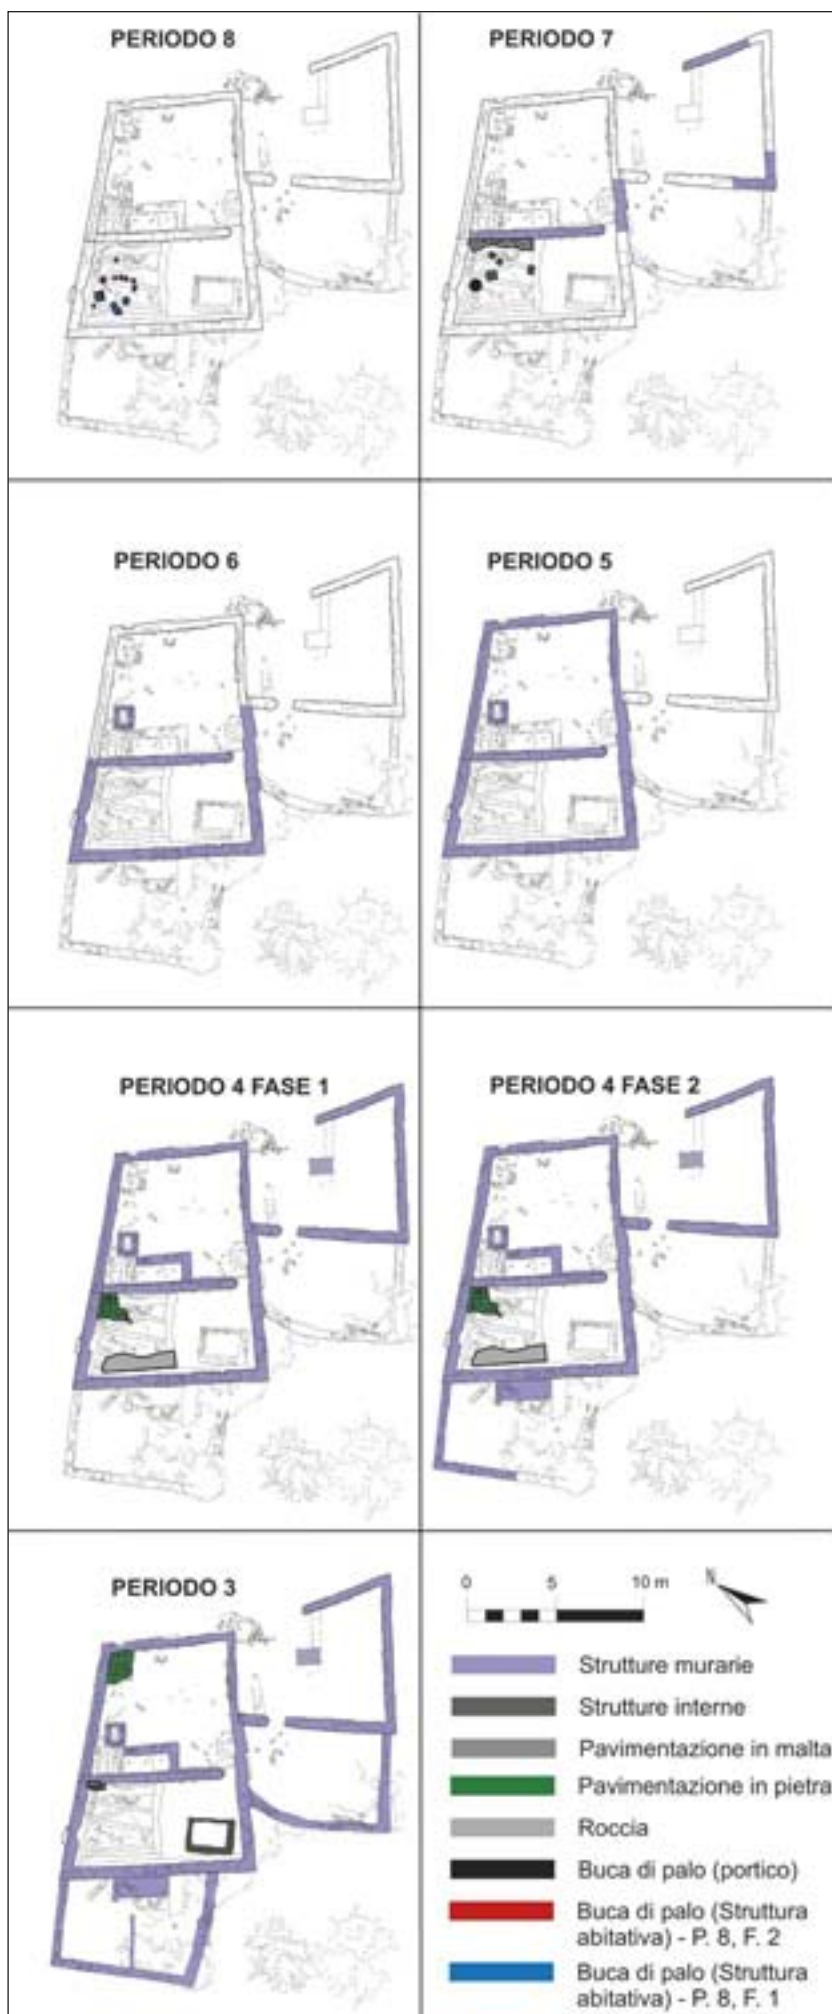 PERIODO 8
PERIODO 7
PERIODO 6
PERIODO 5
PERIODO 4 FASE 1
PERIODO 4 FASE 2
PERIODO 3
0 5 10 m
N
Strutture murarie
Strutture interne
Pavimentazione in malta
Pavimentazione in pietra
Roccia
Buca di palo (portico)
Buca di palo (Struttura
abitativa) - P. 8, F. 2
Buca di palo (Struttura
abitativa) - P. 8, F. 1